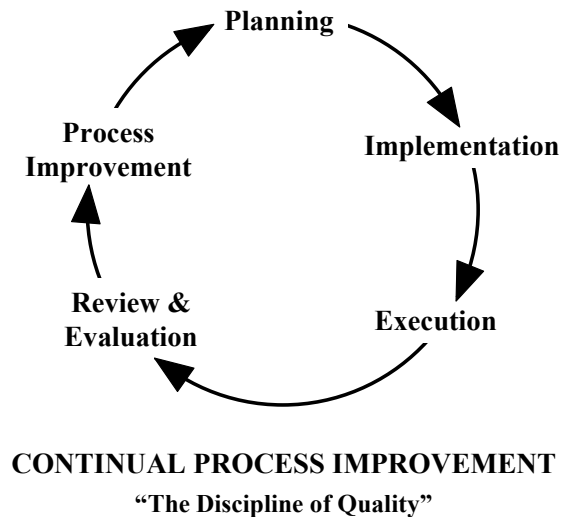 Planning
Implementation
Execution
Review &
Evaluation
Process
Improvement
CONTINUAL PROCESS IMPROVEMENT
“The Discipline of Quality”